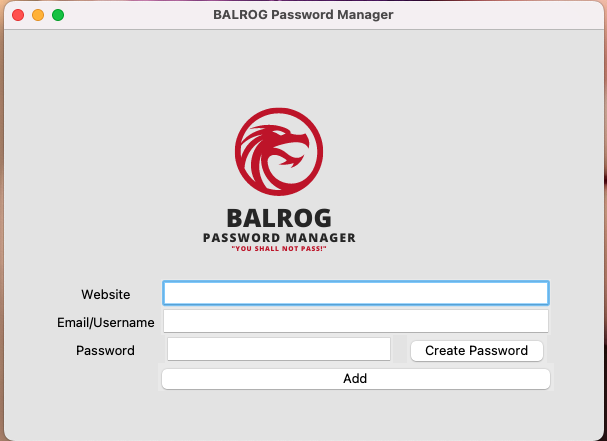 BALROG Password Manager
BALROG
PASSWORD MANAGER
"YOU SHALL NOT PASS!"
Website
Email/Username
Password
Create Password
Add